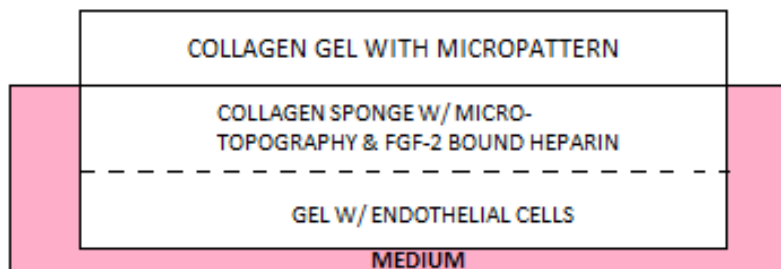 COLLAGEN GEL WITH MICROPATTERN
COLLAGEN SPONGE W/ MICRO-
TOPOGRAPHY & FGF-2 BOUND HEPARIN
GEL W/ ENDOTHELIAL CELLS
MEDIUM